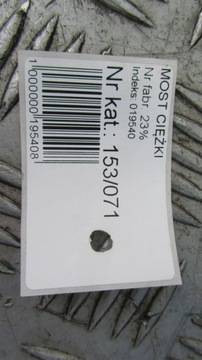 MOST CIĘŻKI
Nr fabr. 23%
Indeks: 019540
Nr kat.: 153/071
1000000195408